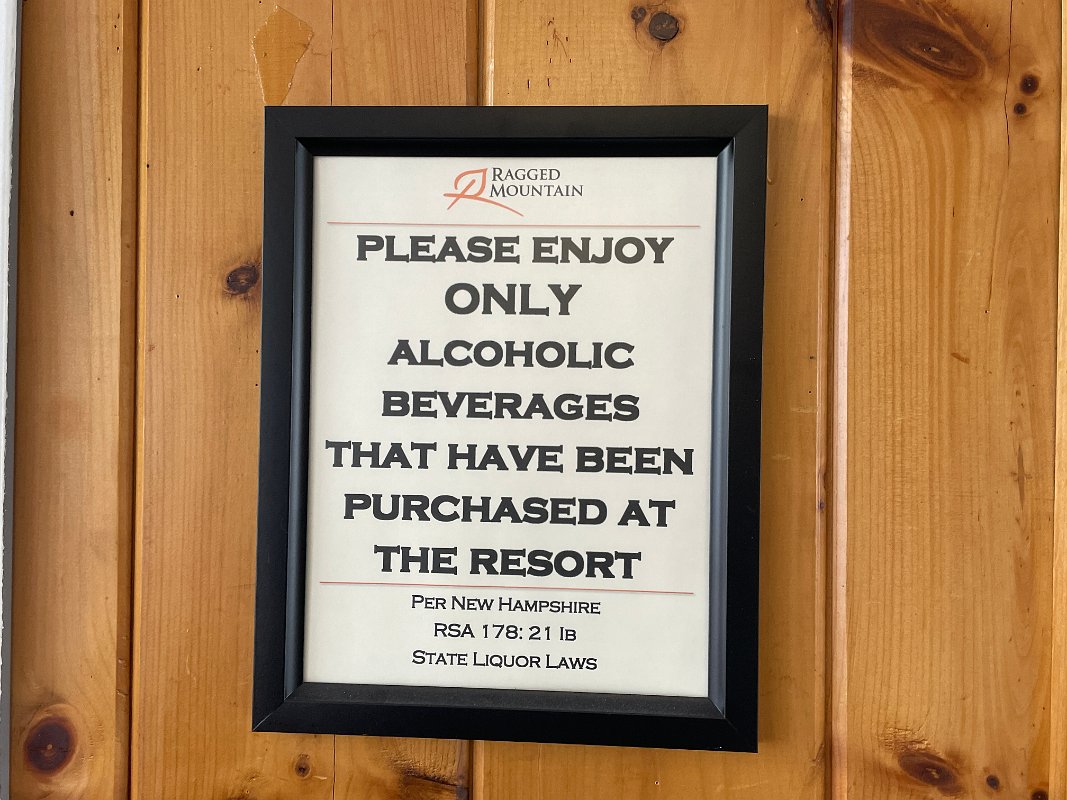 Ragged
Mountain
PLEASE ENJOY
ONLY
ALCOHOLIC
BEVERAGES
THAT HAVE BEEN
PURCHASED AT
THE RESORT
Per New Hampshire
RSA 178: 21 Ib
State Liquor Laws